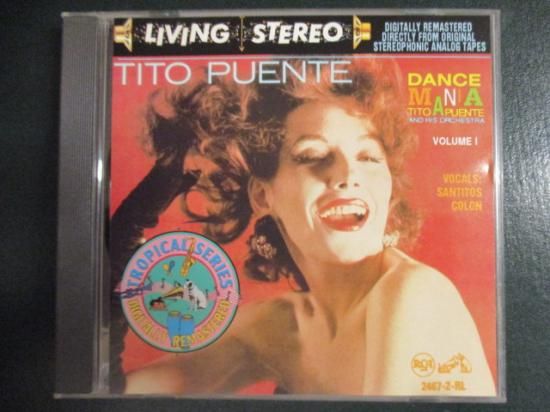 LIVING STEREO
DIGITALLY REMASTERED
DIRECTLY FROM ORIGINAL
STEREOPHONIC ANALOG TAPES
TITO PUENTE
DANCE
MANIA
TITO PUENTE
AND HIS ORCHESTRA
VOLUME I
VOCALS:
SANTITOS
COLON
TROPICAL SERIES
DIGITALLY REMASTERED
RCA
2467-2-RL